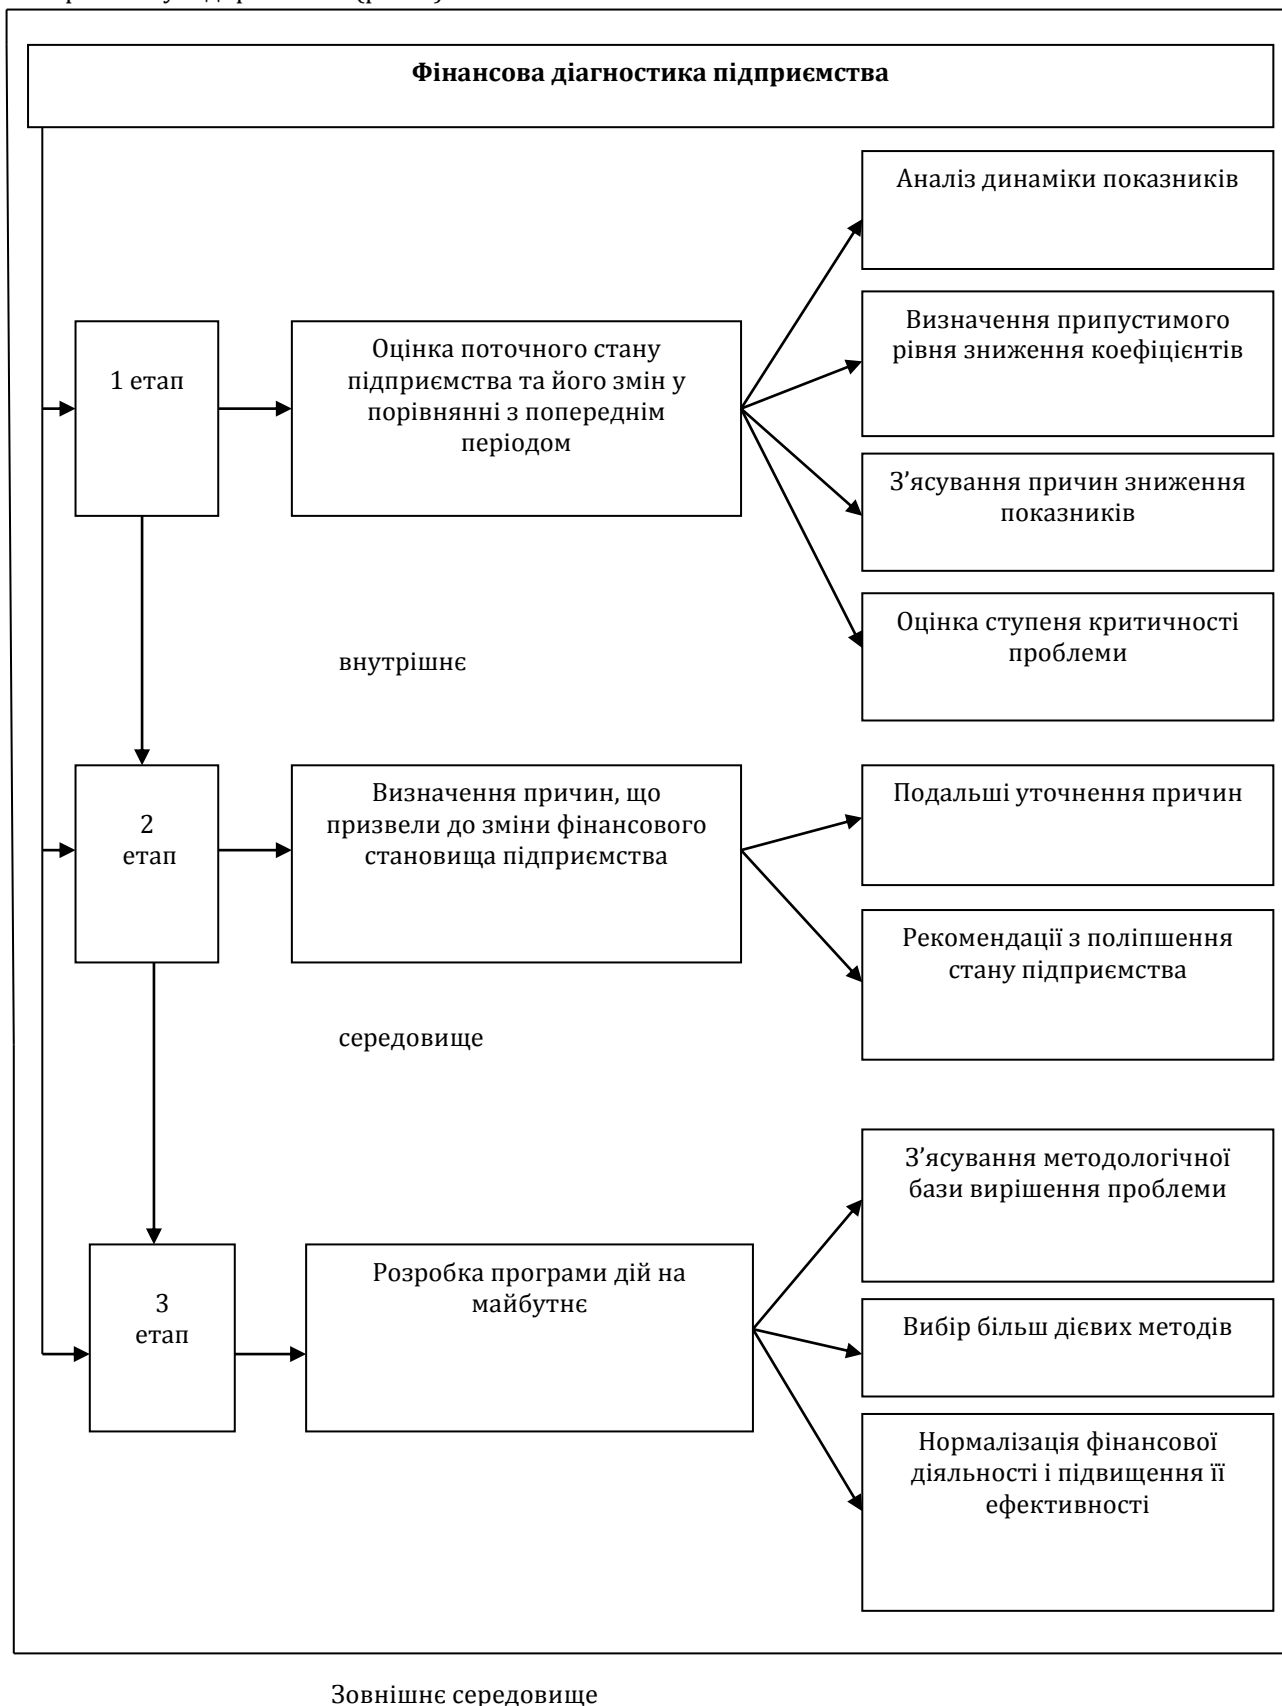 Фінансова діагностика підприємства
Аналіз динаміки показників
Визначення припустимого
рівня зниження коефіцієнтів
1 етап
Оцінка поточного стану
підприємства та його змін у
порівнянні з попереднім
періодом
З’ясування причин зниження
показників
Оцінка ступеня критичності
проблеми
внутрішнє
2
етап
Визначення причин, що
призвели до зміни фінансового
становища підприємства
Подальші уточнення причин
Рекомендації з поліпшення
стану підприємства
середовище
З’ясування методологічної
бази вирішення проблеми
3
етап
Розробка програми дій на
майбутнє
Вибір більш дієвих методів
Нормалізація фінансової
діяльності і підвищення її
ефективності
Зовнішнє середовище